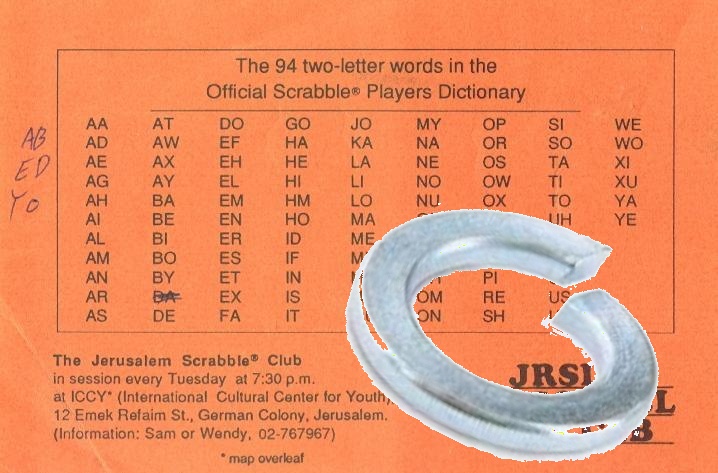 The 94 two-letter words in the
Official Scrabble® Players Dictionary
AB
ED
YO
AA AT DO GO JO MY OP SI WE
AD AW EF HA KA NA OR SO WO
AE AX EH HE LA NE OS TA XI
AG AY EL HI LI NO OW TI XU
AH BA EM HM LO NU OX TO YA
AI BE EN HO MA UH YE
AL BI ER ID ME
AM BO ES IF
AN BY ET IN PI
AR EX IS OM RE US
AS DE FA IT ON SH
The Jerusalem Scrabble® Club
in session every Tuesday at 7:30 p.m.
at ICCY* (International Cultural Center for Youth)
12 Emek Refaim St., German Colony, Jerusalem.
(Information: Sam or Wendy, 02-767967)
*map overleaf